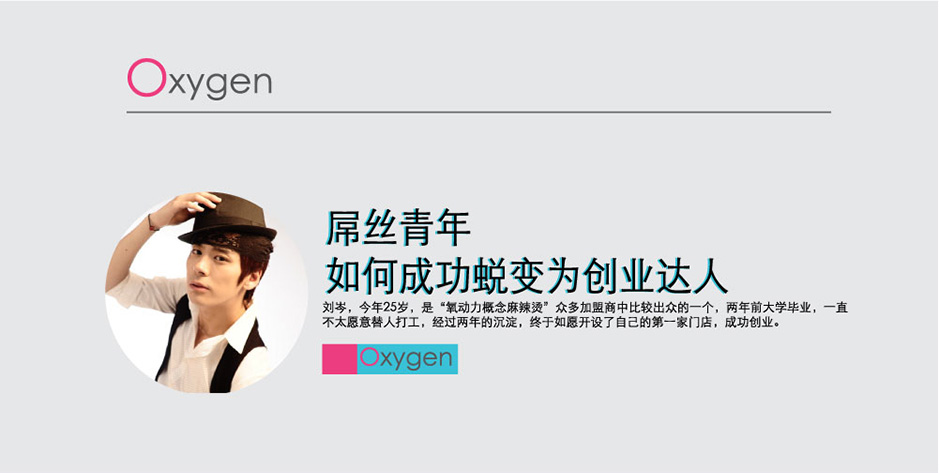 Oxygen
屌丝青年
如何成功蜕变为创业达人
刘岑，今年25岁，是“氧动力概念麻辣烫”众多加盟商中比较出众的一个，两年前大学毕业，一直
不太愿意替人打工，经过两年的沉淀，终于如愿开设了自己的第一家门店，成功创业。
Oxygen